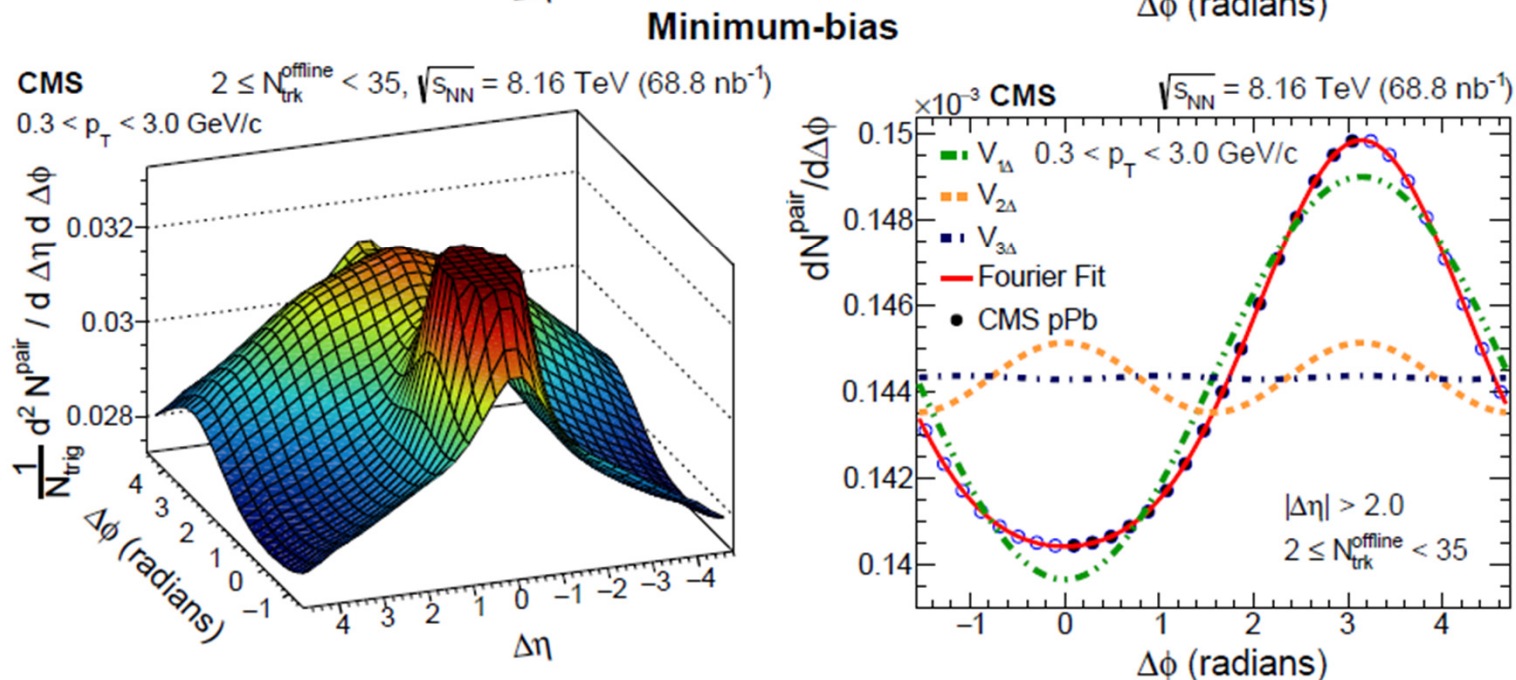 Δη
Δϕ (radians)
Minimum-bias
CMS 2 ≤ N_trk^offline < 35, √s_NN = 8.16 TeV (68.8 nb⁻¹)
0.3 < p_T < 3.0 GeV/c
1/N_trig d² N^pair / d Δη d Δϕ
0.032
0.03
0.028
4
3
2
1
0
−1
Δϕ (radians)
4 3 2 1 0 −1 −2 −3 −4
Δη
×10⁻³ CMS √s_NN = 8.16 TeV (68.8 nb⁻¹)
dN^pair/dΔϕ
0.15
0.148
0.146
0.144
0.142
0.14
V_1Δ 0.3 < p_T < 3.0 GeV/c
V_2Δ
V_3Δ
Fourier Fit
CMS pPb
|Δη| > 2.0
2 ≤ N_trk^offline < 35
−1 0 1 2 3 4
Δϕ (radians)